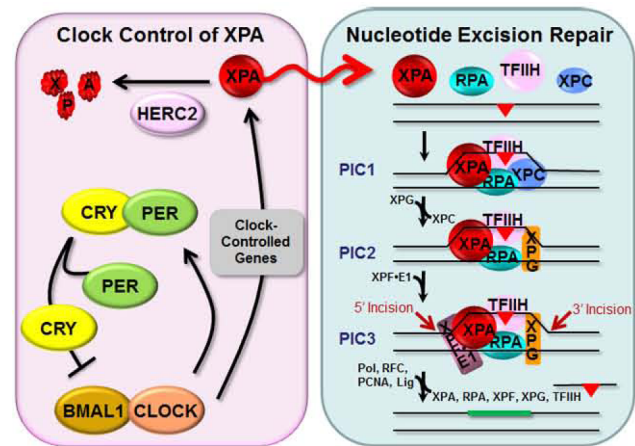 Clock Control of XPA
XPA
X
A
P
HERC2
CRY
PER
Clock-
Controlled
Genes
PER
CRY
BMAL1
CLOCK
Nucleotide Excision Repair
XPA
RPA
TFIIH
XPC
PIC1
TFIIH
XPA
RPA
XPC
XPG
XPC
PIC2
TFIIH
XPA
RPA
XPG
XPF•E1
5' Incision
TFIIH
3' Incision
PIC3
XPA
RPA
XPG
Pol, RFC,
PCNA, Lig
XPA, RPA, XPF, XPG, TFIIH